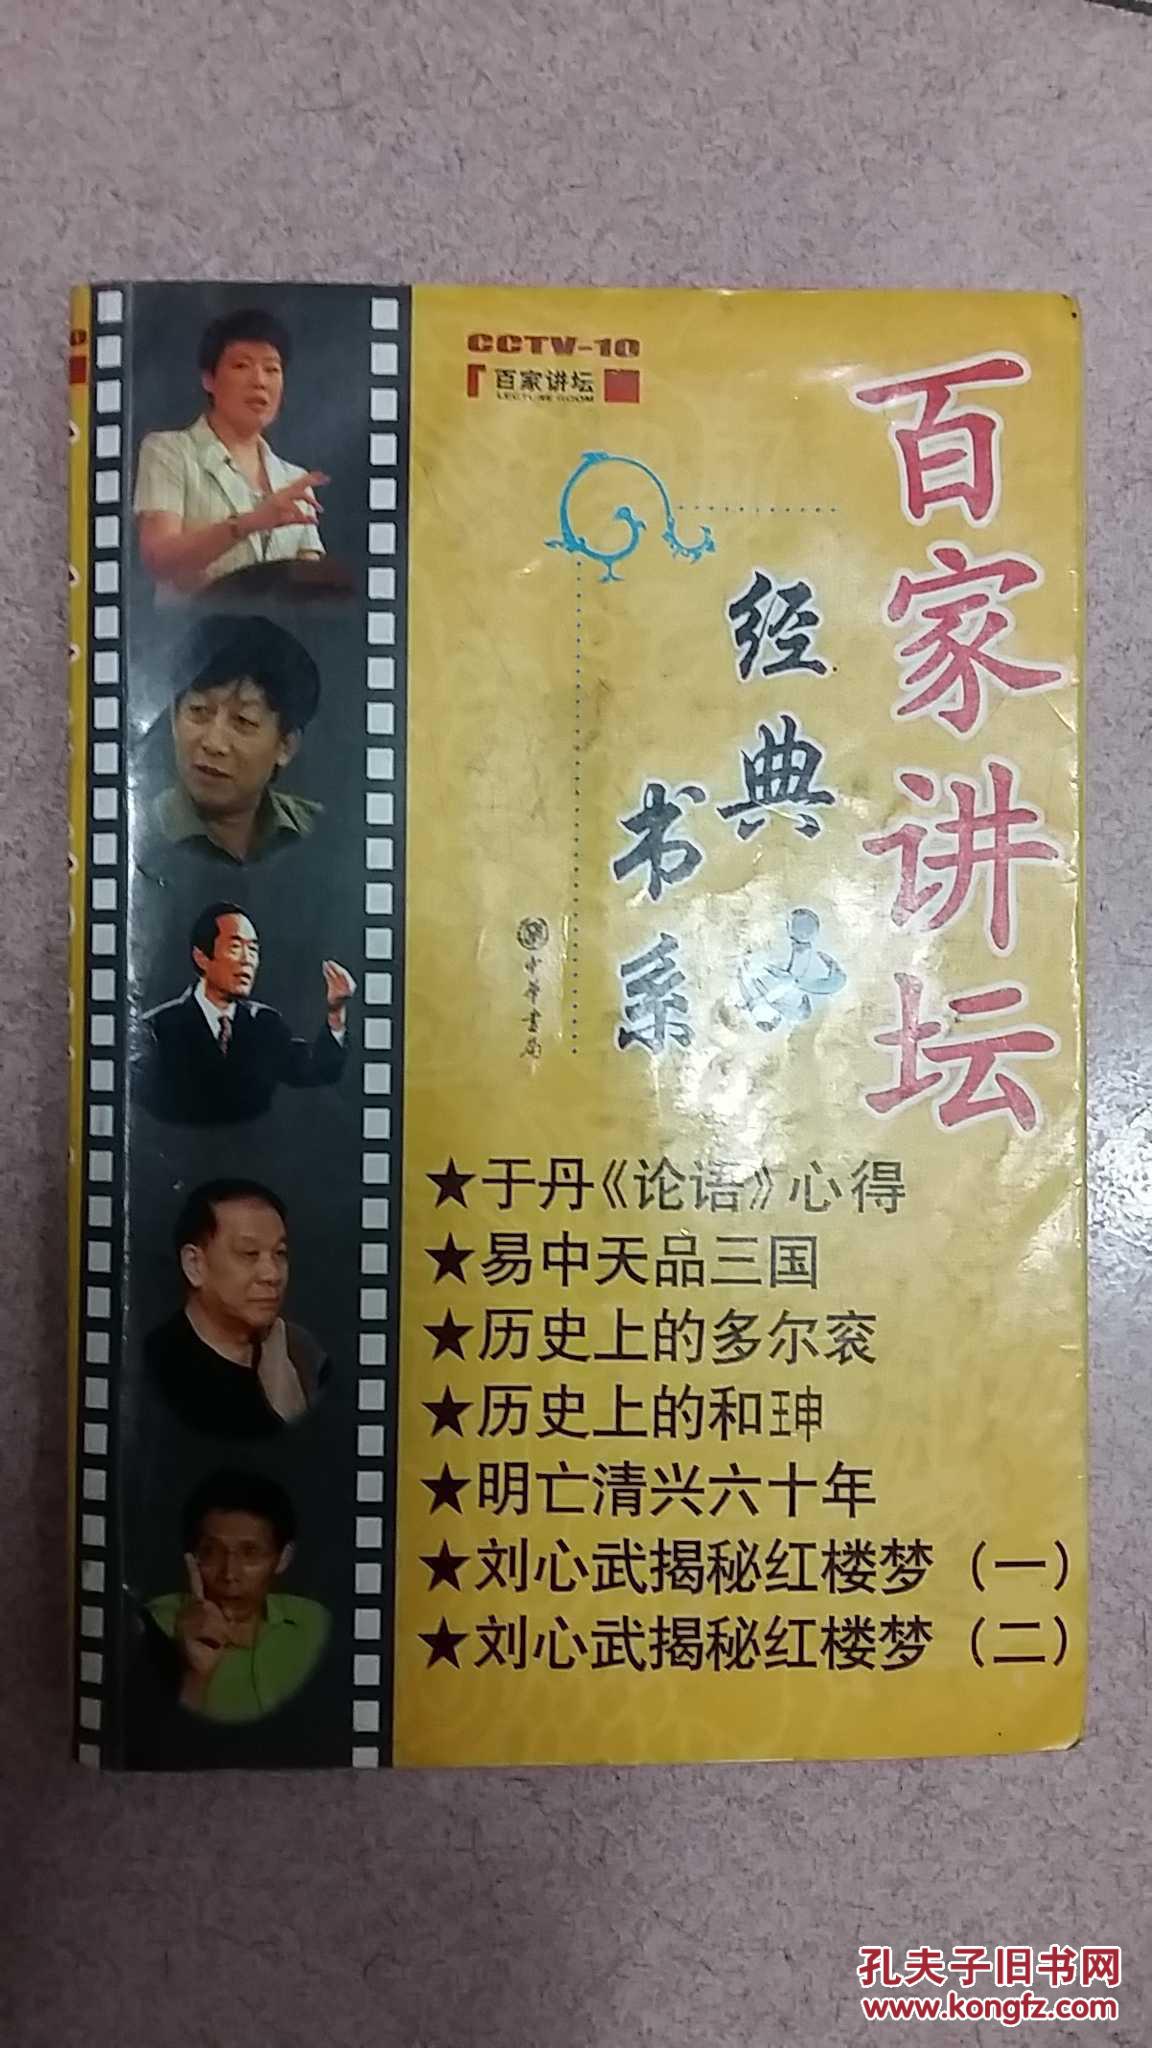 CCTV-10
百家讲坛
LECTURE ROOM
百家讲坛
经典
书系
中华书局
★于丹《论语》心得
★易中天品三国
★历史上的多尔衮
★历史上的和珅
★明亡清兴六十年
★刘心武揭秘红楼梦（一）
★刘心武揭秘红楼梦（二）
孔夫子旧书网
www.kongfz.com